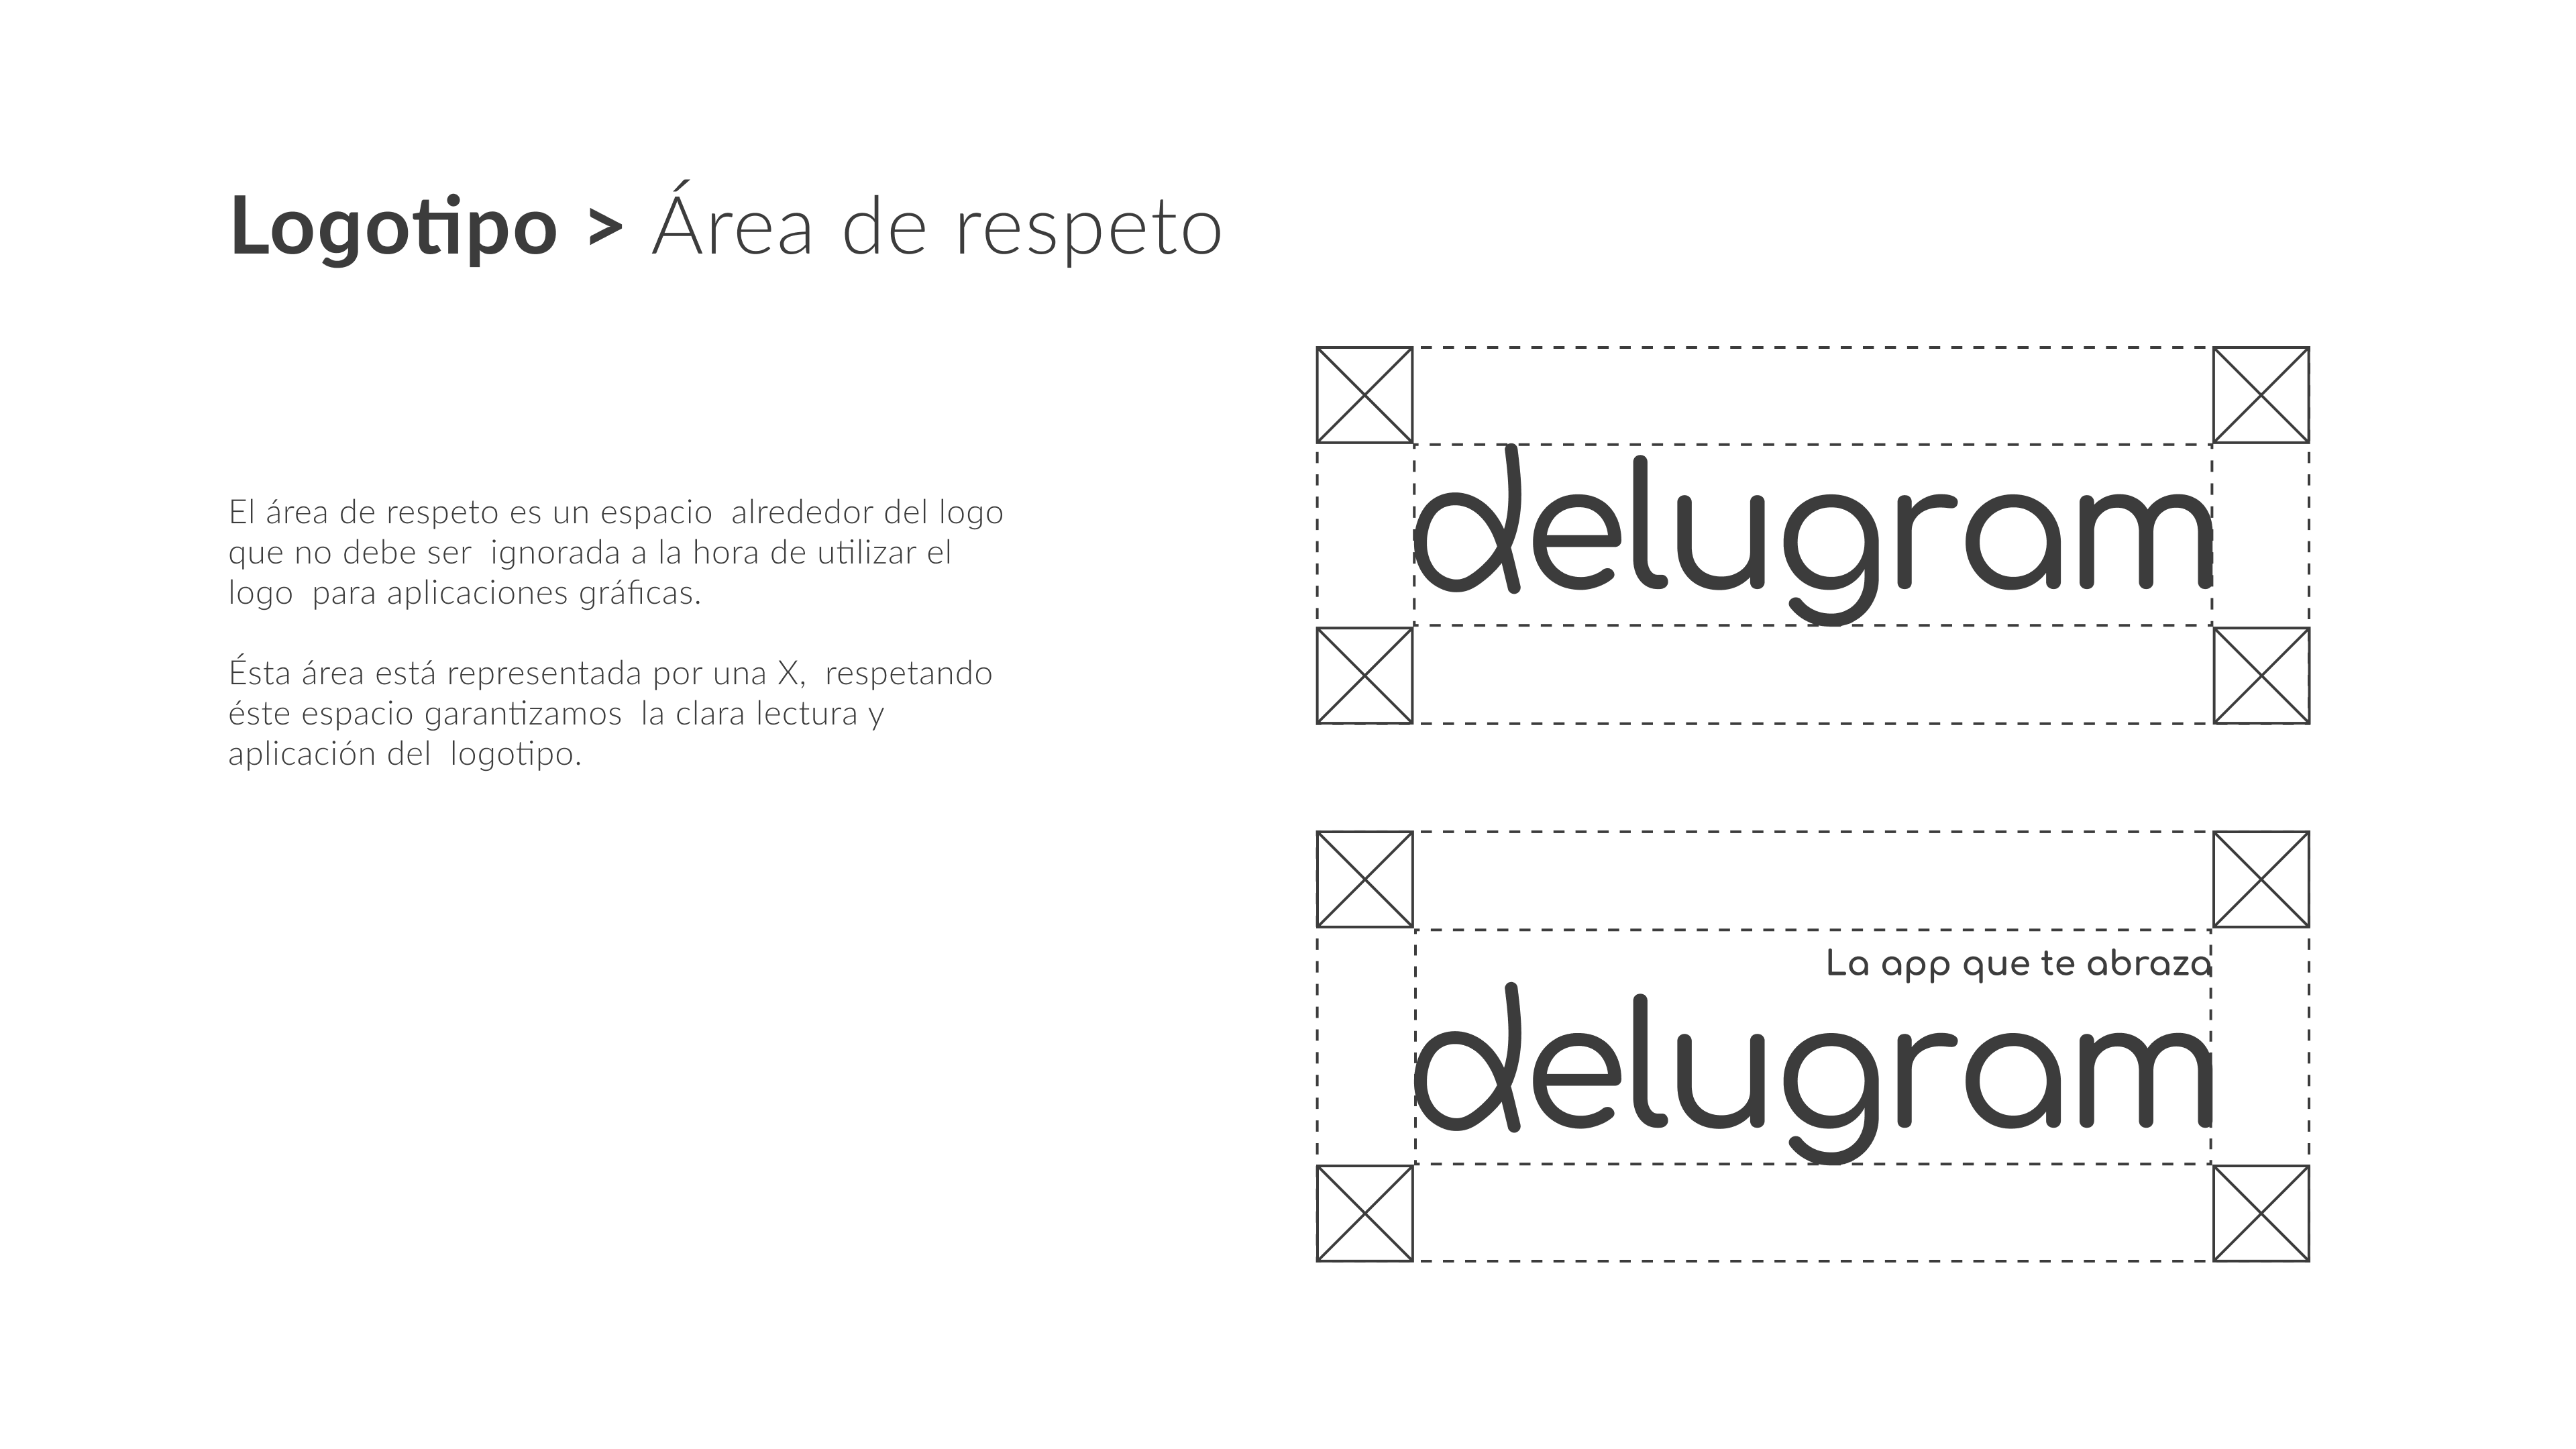 Logotipo > Área de respeto
El área de respeto es un espacio  alrededor del logo
que no debe ser  ignorada a la hora de utilizar el
logo  para aplicaciones gráficas.
Ésta área está representada por una X,  respetando
éste espacio garantizamos  la clara lectura y
aplicación del  logotipo.
delugram
La app que te abraza
delugram